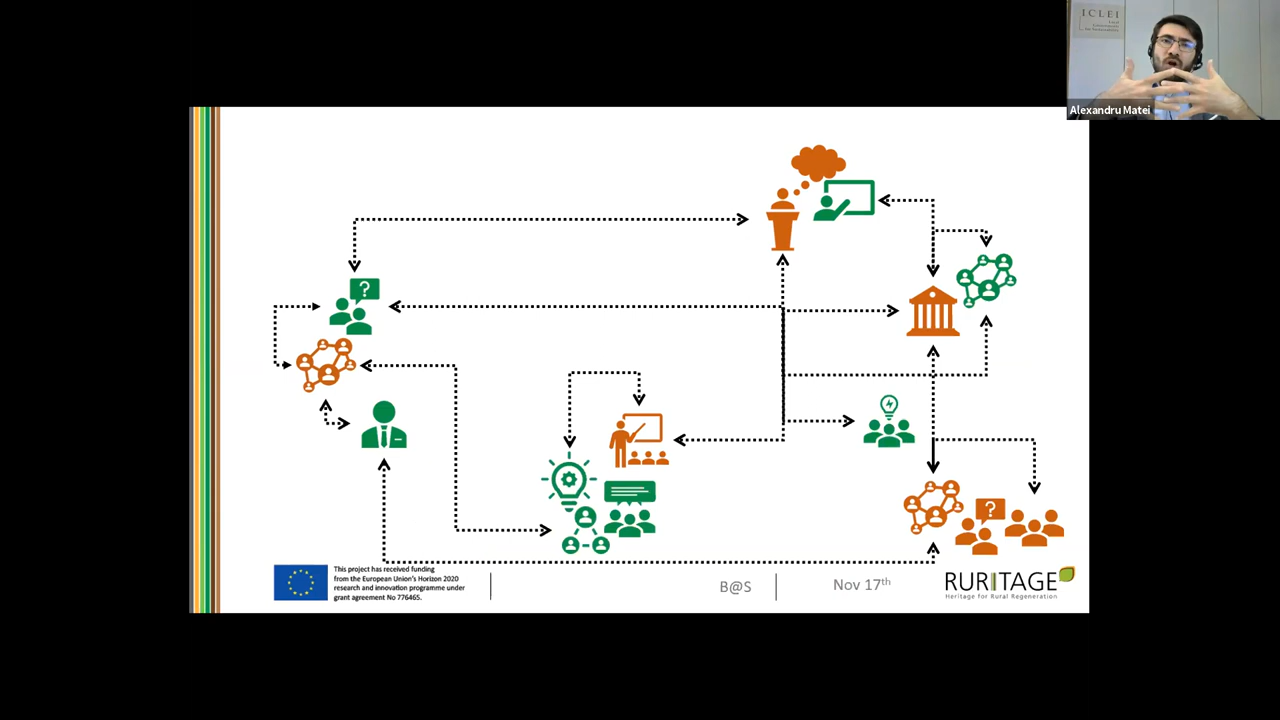 ICLEI
Alexandru Matei
?
?
This project has received funding
from the European Union's Horizon 2020
research and innovation programme under
grant agreement No 776465.
B@S
Nov 17th
RURITAGE
Heritage for Rural Regeneration